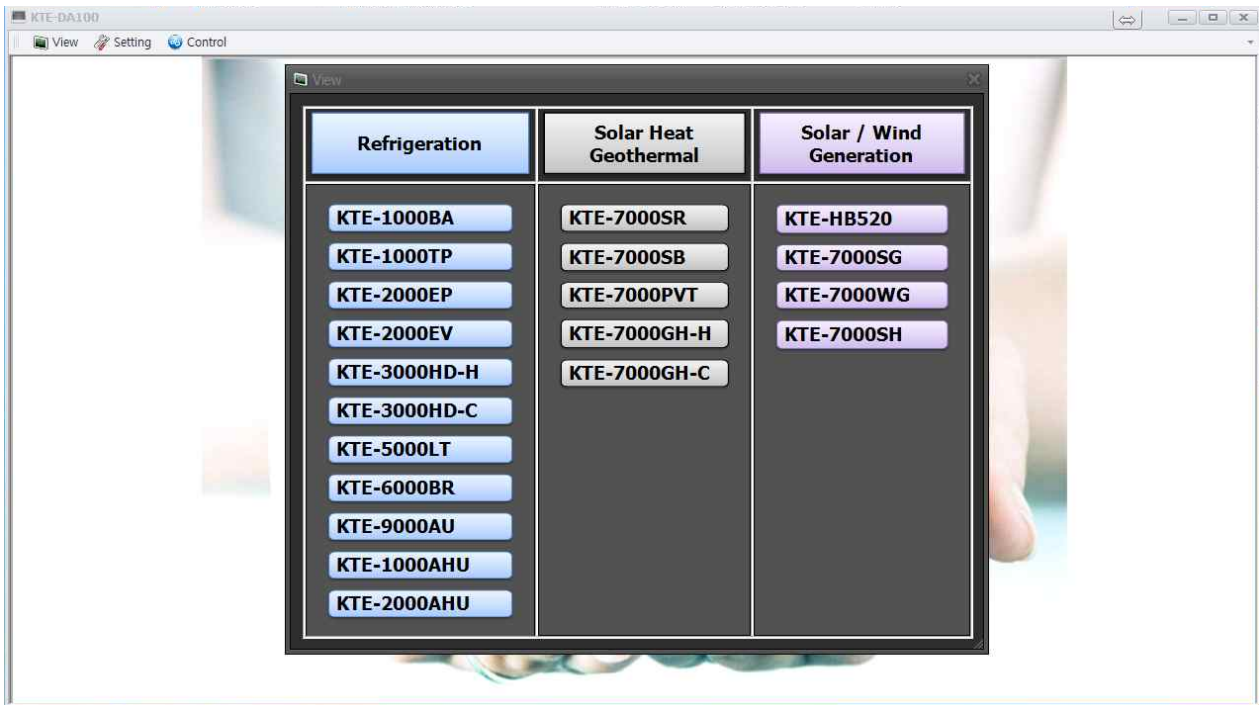 KTE-DA100
View Setting Control
View
Refrigeration
Solar Heat
Geothermal
Solar / Wind
Generation
KTE-1000BA
KTE-1000TP
KTE-2000EP
KTE-2000EV
KTE-3000HD-H
KTE-3000HD-C
KTE-5000LT
KTE-6000BR
KTE-9000AU
KTE-1000AHU
KTE-2000AHU
KTE-7000SR
KTE-7000SB
KTE-7000PVT
KTE-7000GH-H
KTE-7000GH-C
KTE-HB520
KTE-7000SG
KTE-7000WG
KTE-7000SH